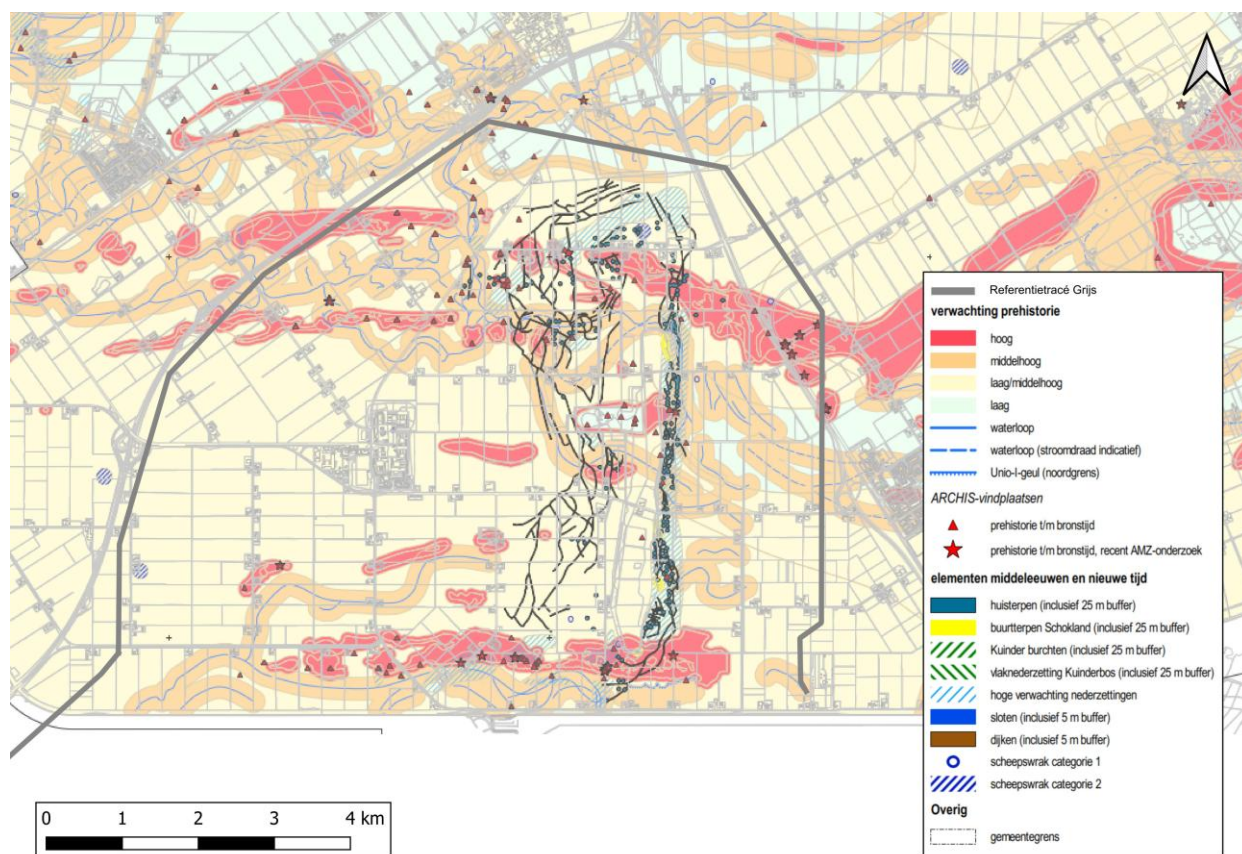 Referentietracé Grijs
verwachting prehistorie
hoog
middelhoog
laag/middelhoog
laag
waterloop
waterloop (stroomdraad indicatief)
Unio-I-geul (noordgrens)
ARCHIS-vindplaatsen
prehistorie t/m bronstijd
prehistorie t/m bronstijd, recent AMZ-onderzoek
elementen middeleeuwen en nieuwe tijd
huisterpen (inclusief 25 m buffer)
buurtterpen Schokland (inclusief 25 m buffer)
Kuinder burchten (inclusief 25 m buffer)
vlaknederzetting Kuinderbos (inclusief 25 m buffer)
hoge verwachting nederzettingen
sloten (inclusief 5 m buffer)
dijken (inclusief 5 m buffer)
scheepswrak categorie 1
scheepswrak categorie 2
Overig
gemeentegrens
0 1 2 3 4 km